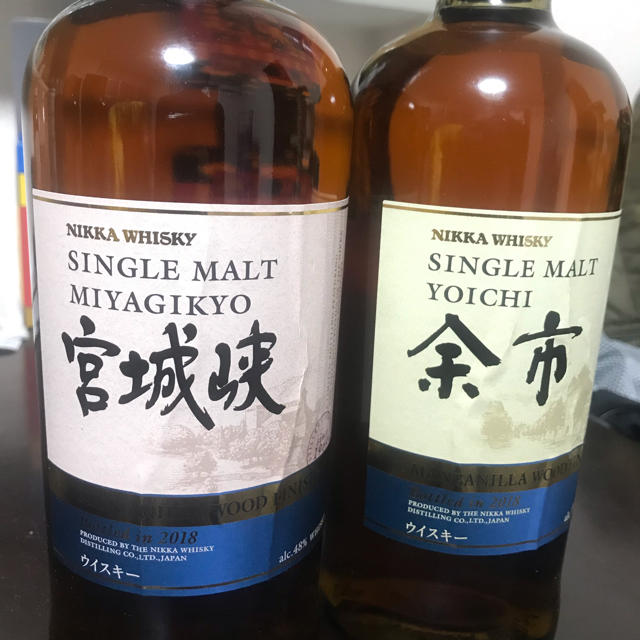 NIKKA WHISKY
SINGLE MALT
MIYAGIKYO
宮城峡
WOOD FINISH
Bottled in 2018
PRODUCED BY THE NIKKA WHISKY
DISTILLING CO.,LTD.,JAPAN
ウイスキー
alc.48%
NIKKA WHISKY
SINGLE MALT
YOICHI
余市
MANZANILLA WOOD
Bottled in 2018
PRODUCED BY THE NIKKA WHISKY
DISTILLING CO.,LTD.,JAPAN
ウイスキー